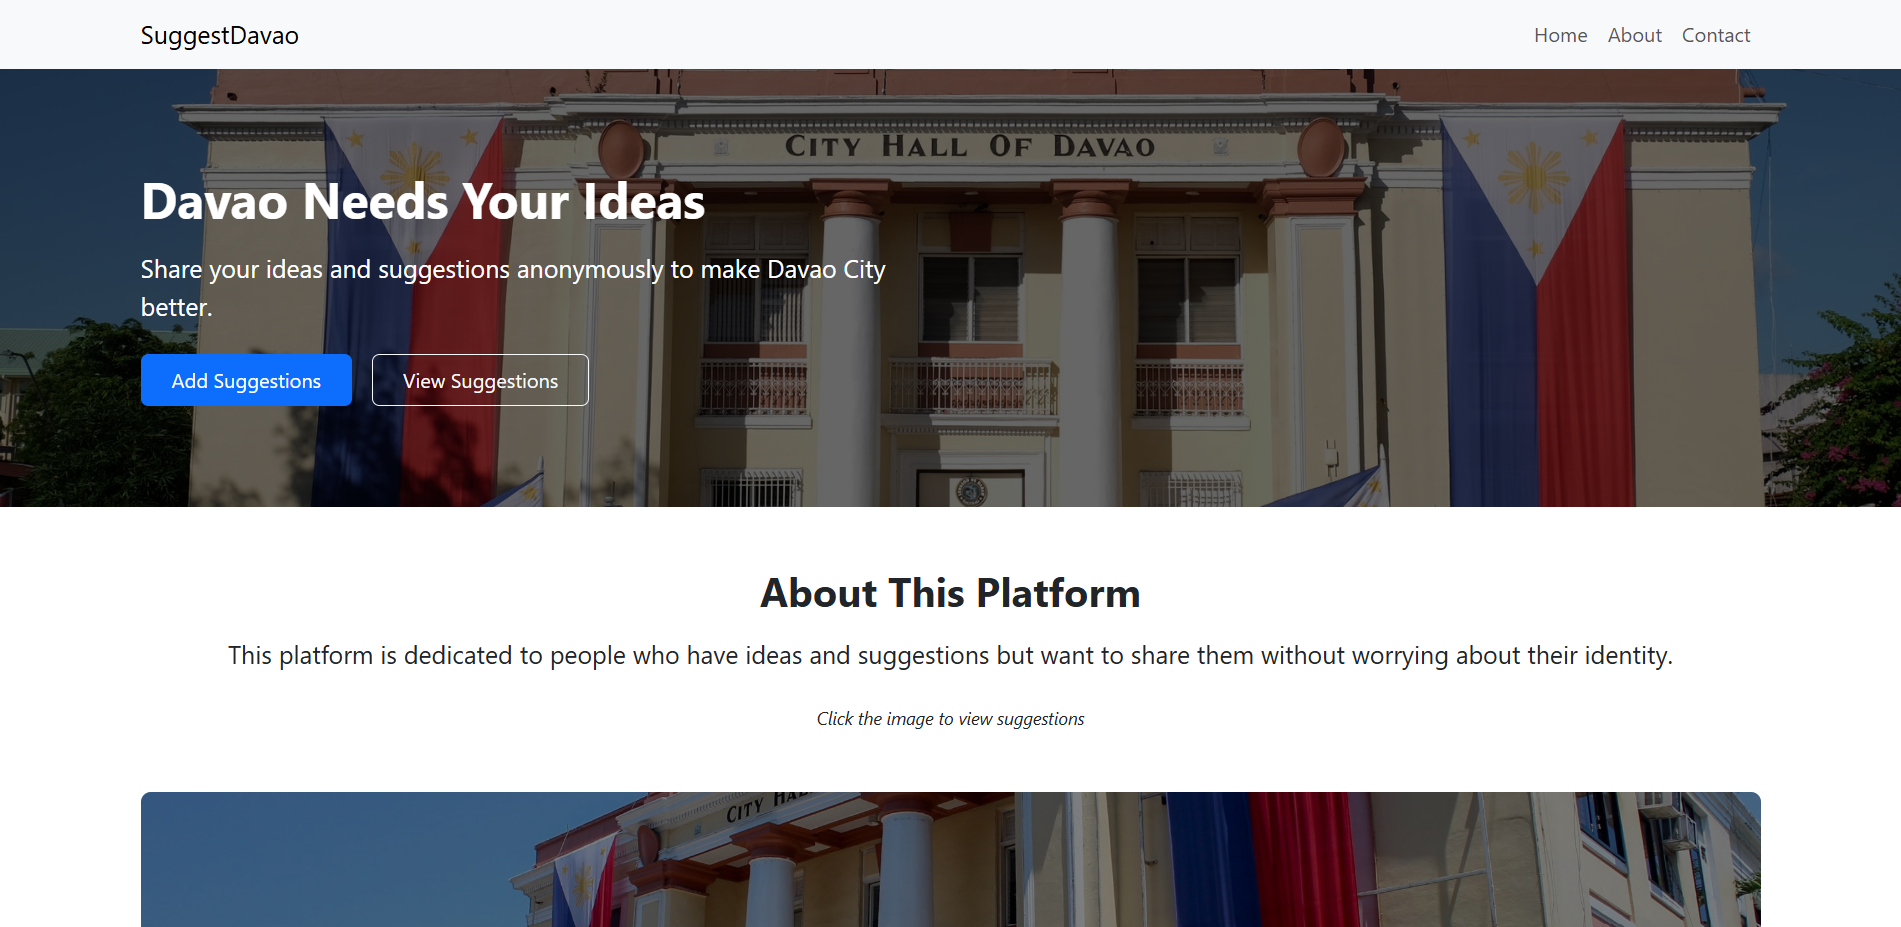 SuggestDavao
Home About Contact
CITY HALL OF DAVAO
Davao Needs Your Ideas
Share your ideas and suggestions anonymously to make Davao City
better.
Add Suggestions View Suggestions
About This Platform
This platform is dedicated to people who have ideas and suggestions but want to share them without worrying about their identity.
Click the image to view suggestions
CITY HALL